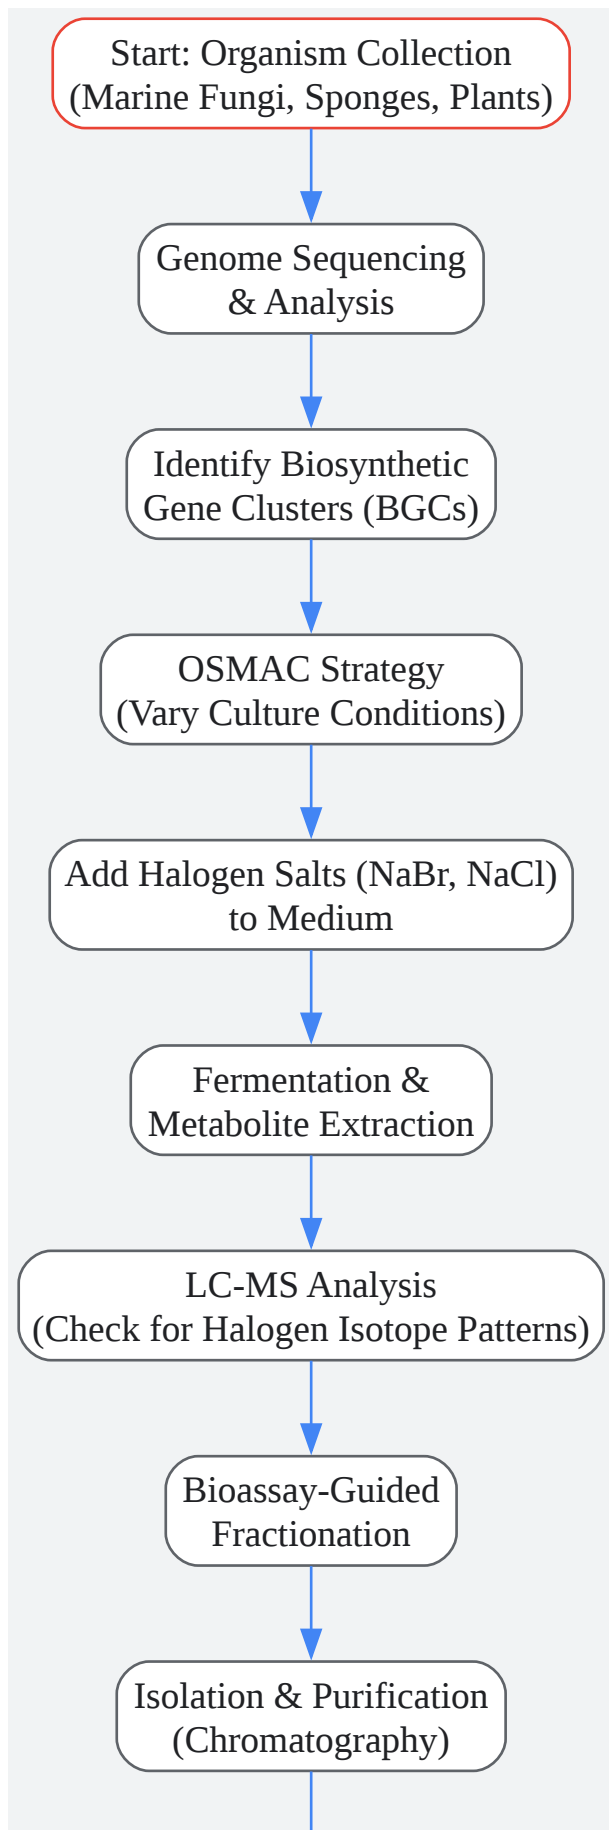 Start: Organism Collection
(Marine Fungi, Sponges, Plants)
Genome Sequencing
& Analysis
Identify Biosynthetic
Gene Clusters (BGCs)
OSMAC Strategy
(Vary Culture Conditions)
Add Halogen Salts (NaBr, NaCl)
to Medium
Fermentation &
Metabolite Extraction
LC-MS Analysis
(Check for Halogen Isotope Patterns)
Bioassay-Guided
Fractionation
Isolation & Purification
(Chromatography)